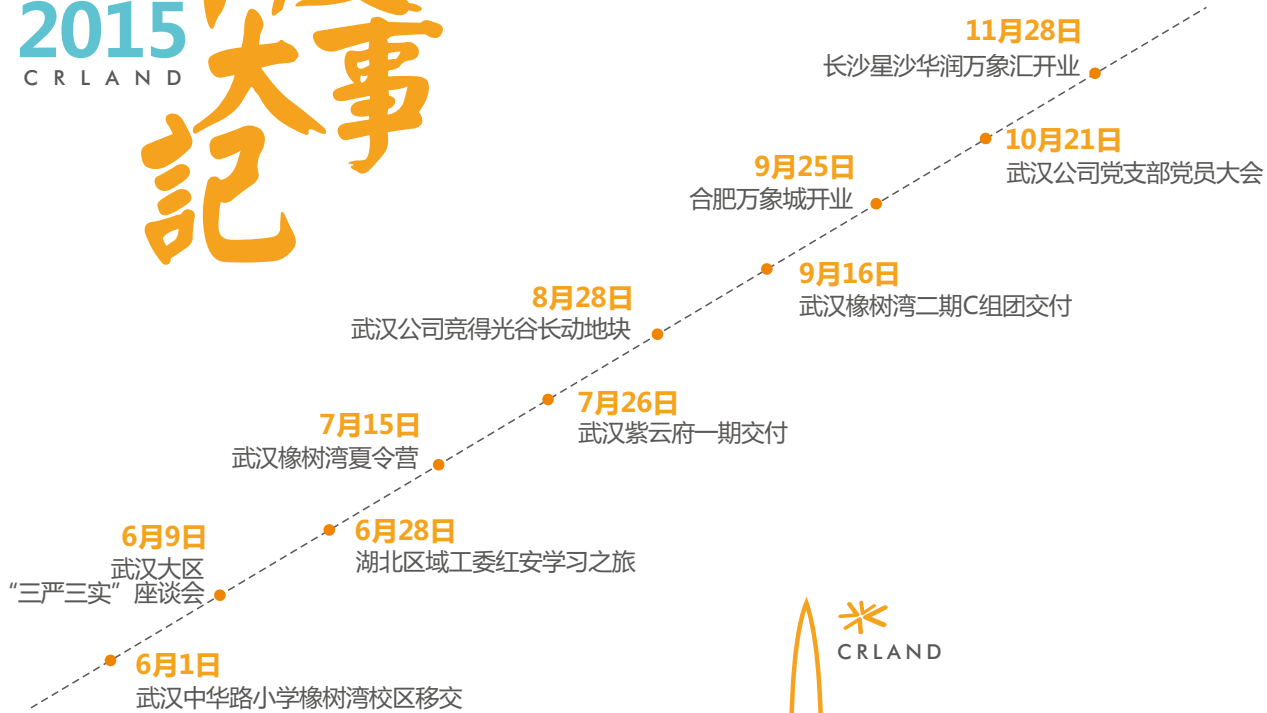 2015
CRLAND
大事
記
11月28日
长沙星沙华润万象汇开业
10月21日
武汉公司党支部党员大会
9月25日
合肥万象城开业
9月16日
武汉橡树湾二期C组团交付
8月28日
武汉公司竞得光谷长动地块
7月26日
武汉紫云府一期交付
7月15日
武汉橡树湾夏令营
6月28日
湖北区域工委红安学习之旅
6月9日
武汉大区
“三严三实”座谈会
6月1日
武汉中华路小学橡树湾校区移交
CRLAND